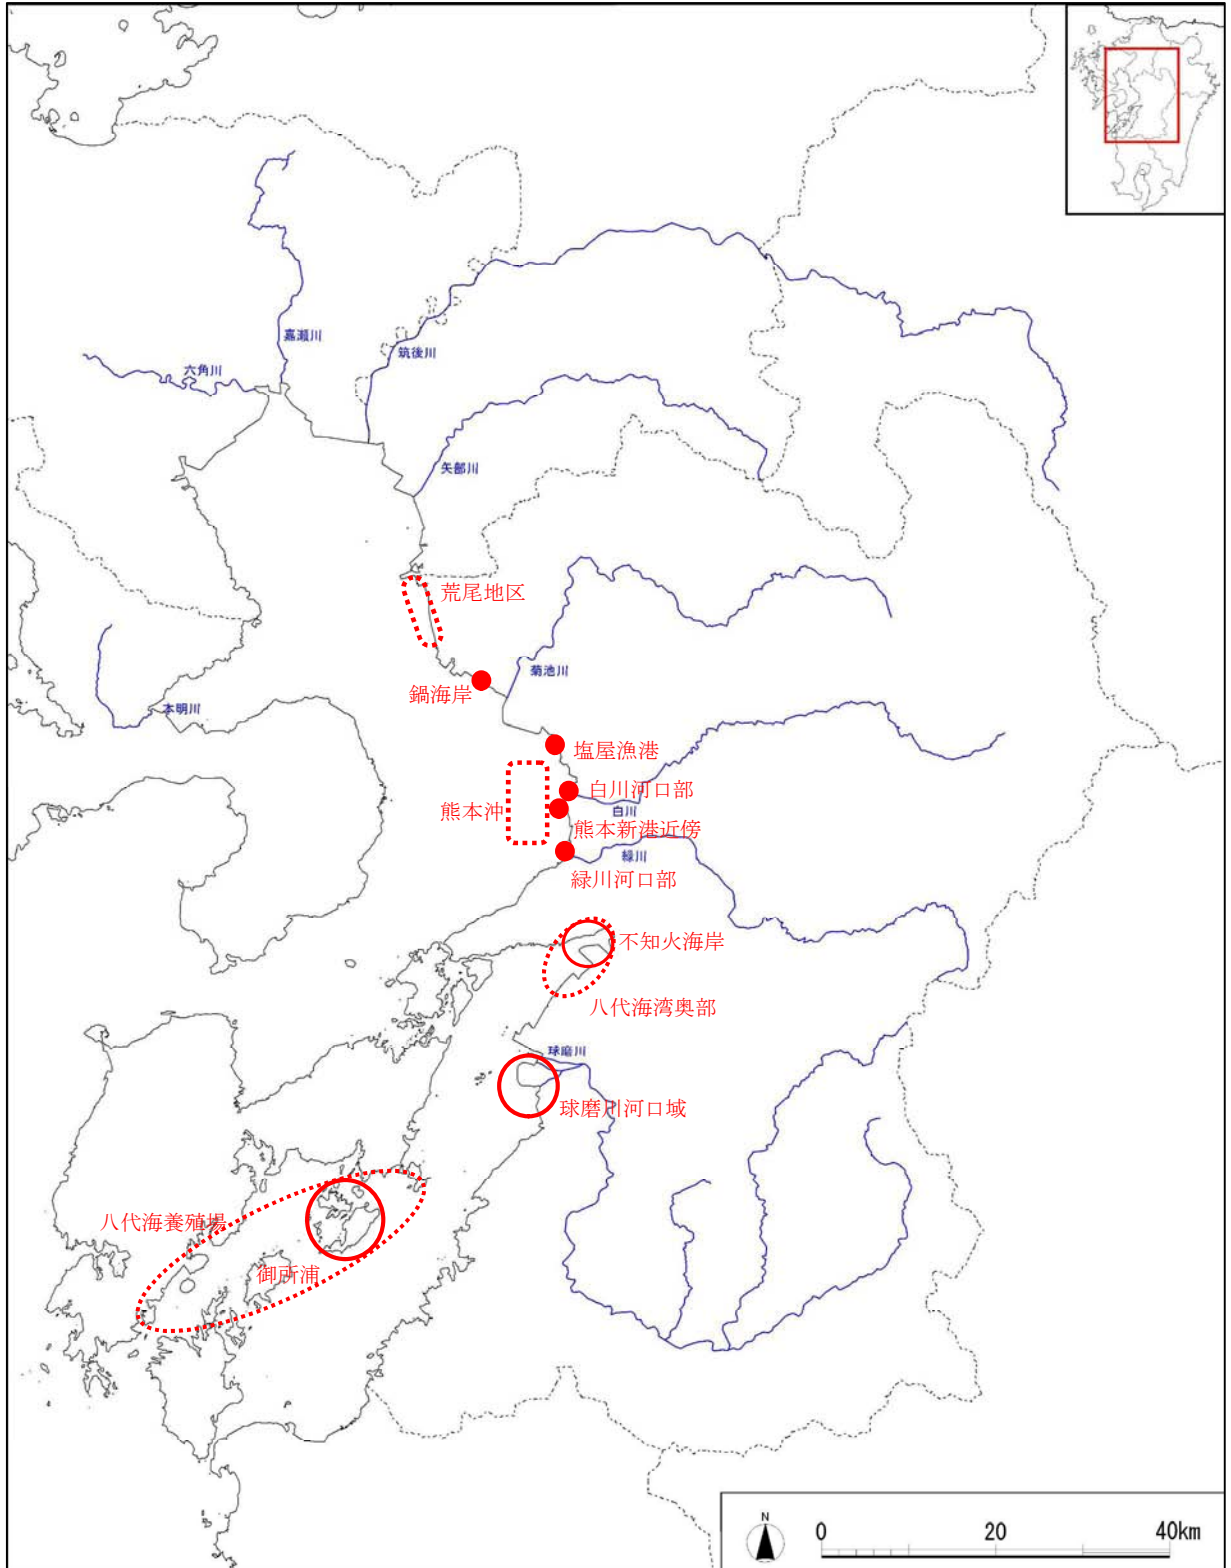 嘉瀬川
六角川
筑後川
矢部川
荒尾地区
菊池川
鍋海岸
本明川
塩屋漁港
白川河口部
熊本沖
白川
熊本新港近傍
緑川
緑川河口部
不知火海岸
八代海湾奥部
球磨川
球磨川河口域
八代海養殖場
御所浦
N
0
20
40km